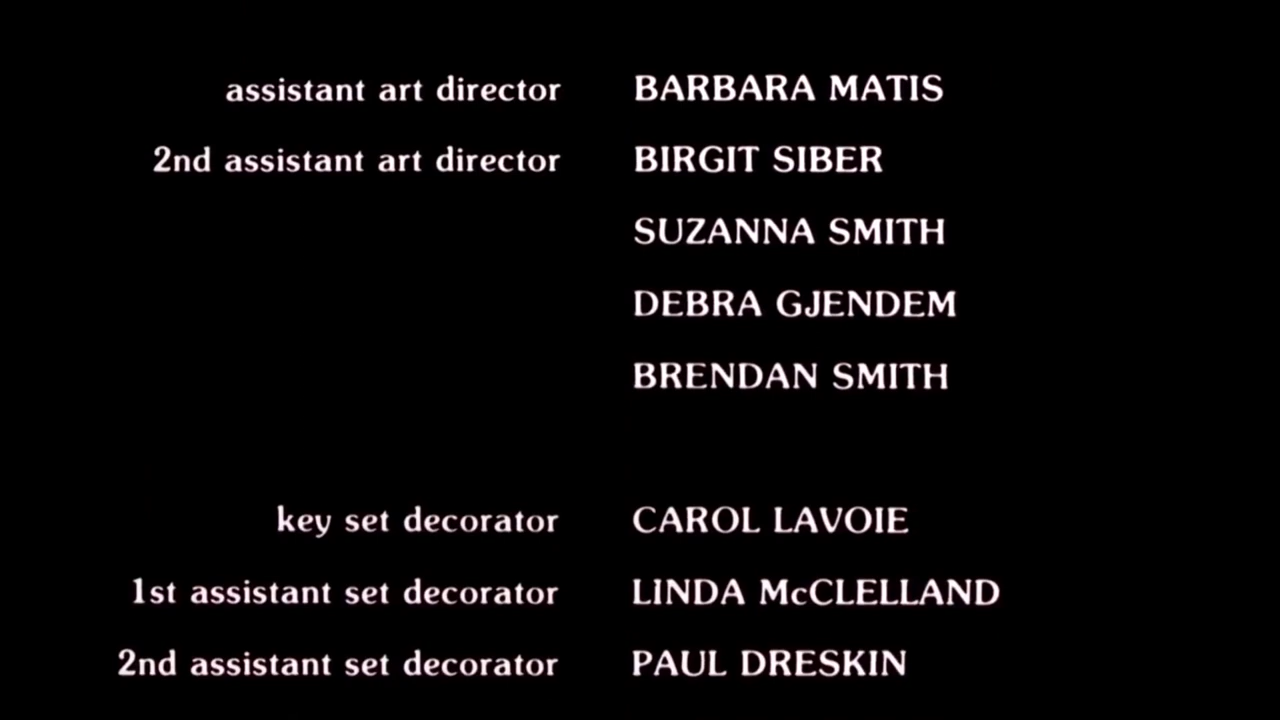 assistant art director BARBARA MATIS
2nd assistant art director BIRGIT SIBER
SUZANNA SMITH
DEBRA GJENDEM
BRENDAN SMITH
key set decorator CAROL LAVOIE
1st assistant set decorator LINDA McCLELLAND
2nd assistant set decorator PAUL DRESKIN